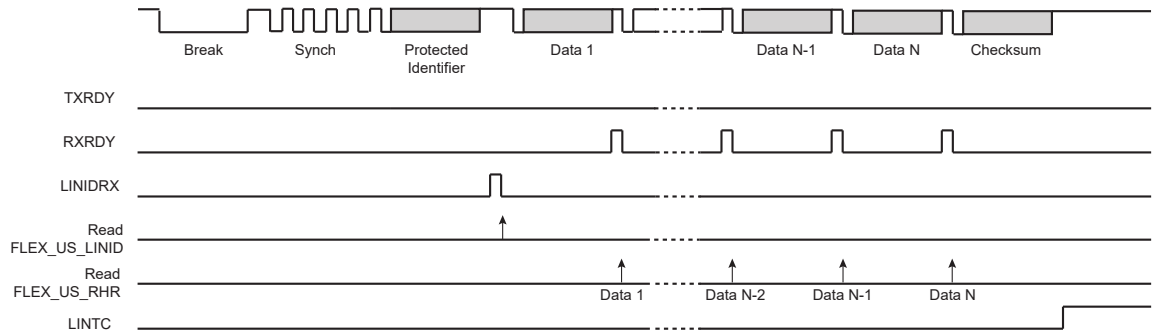 Break Synch Protected Data 1 Data N-1 Data N Checksum
Identifier
TXRDY
RXRDY
LINIDRX
Read
FLEX_US_LINID
Read
FLEX_US_RHR
Data 1 Data N-2 Data N-1 Data N
LINTC